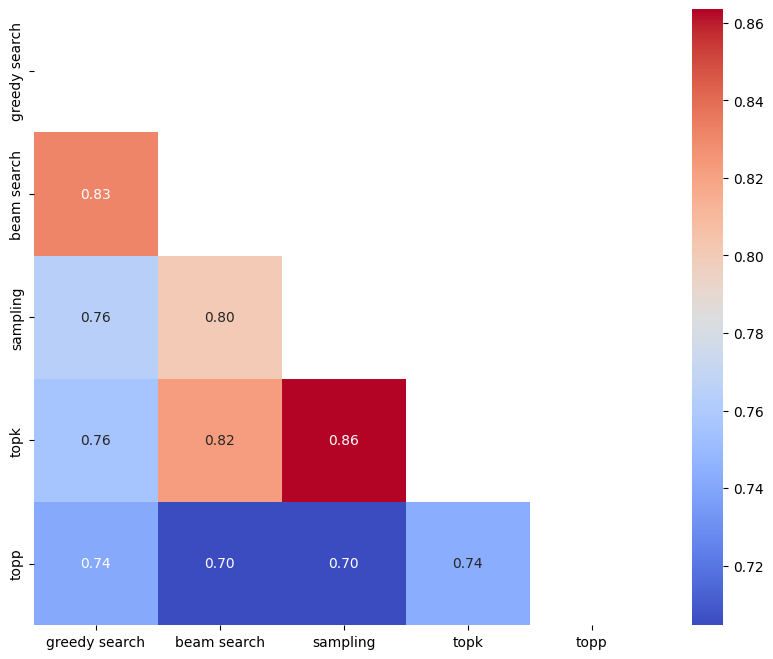 greedy search
beam search
0.83
sampling
0.76 0.80
topk
0.76 0.82 0.86
topp
0.74 0.70 0.70 0.74
greedy search beam search sampling topk topp
0.86
0.84
0.82
0.80
0.78
0.76
0.74
0.72